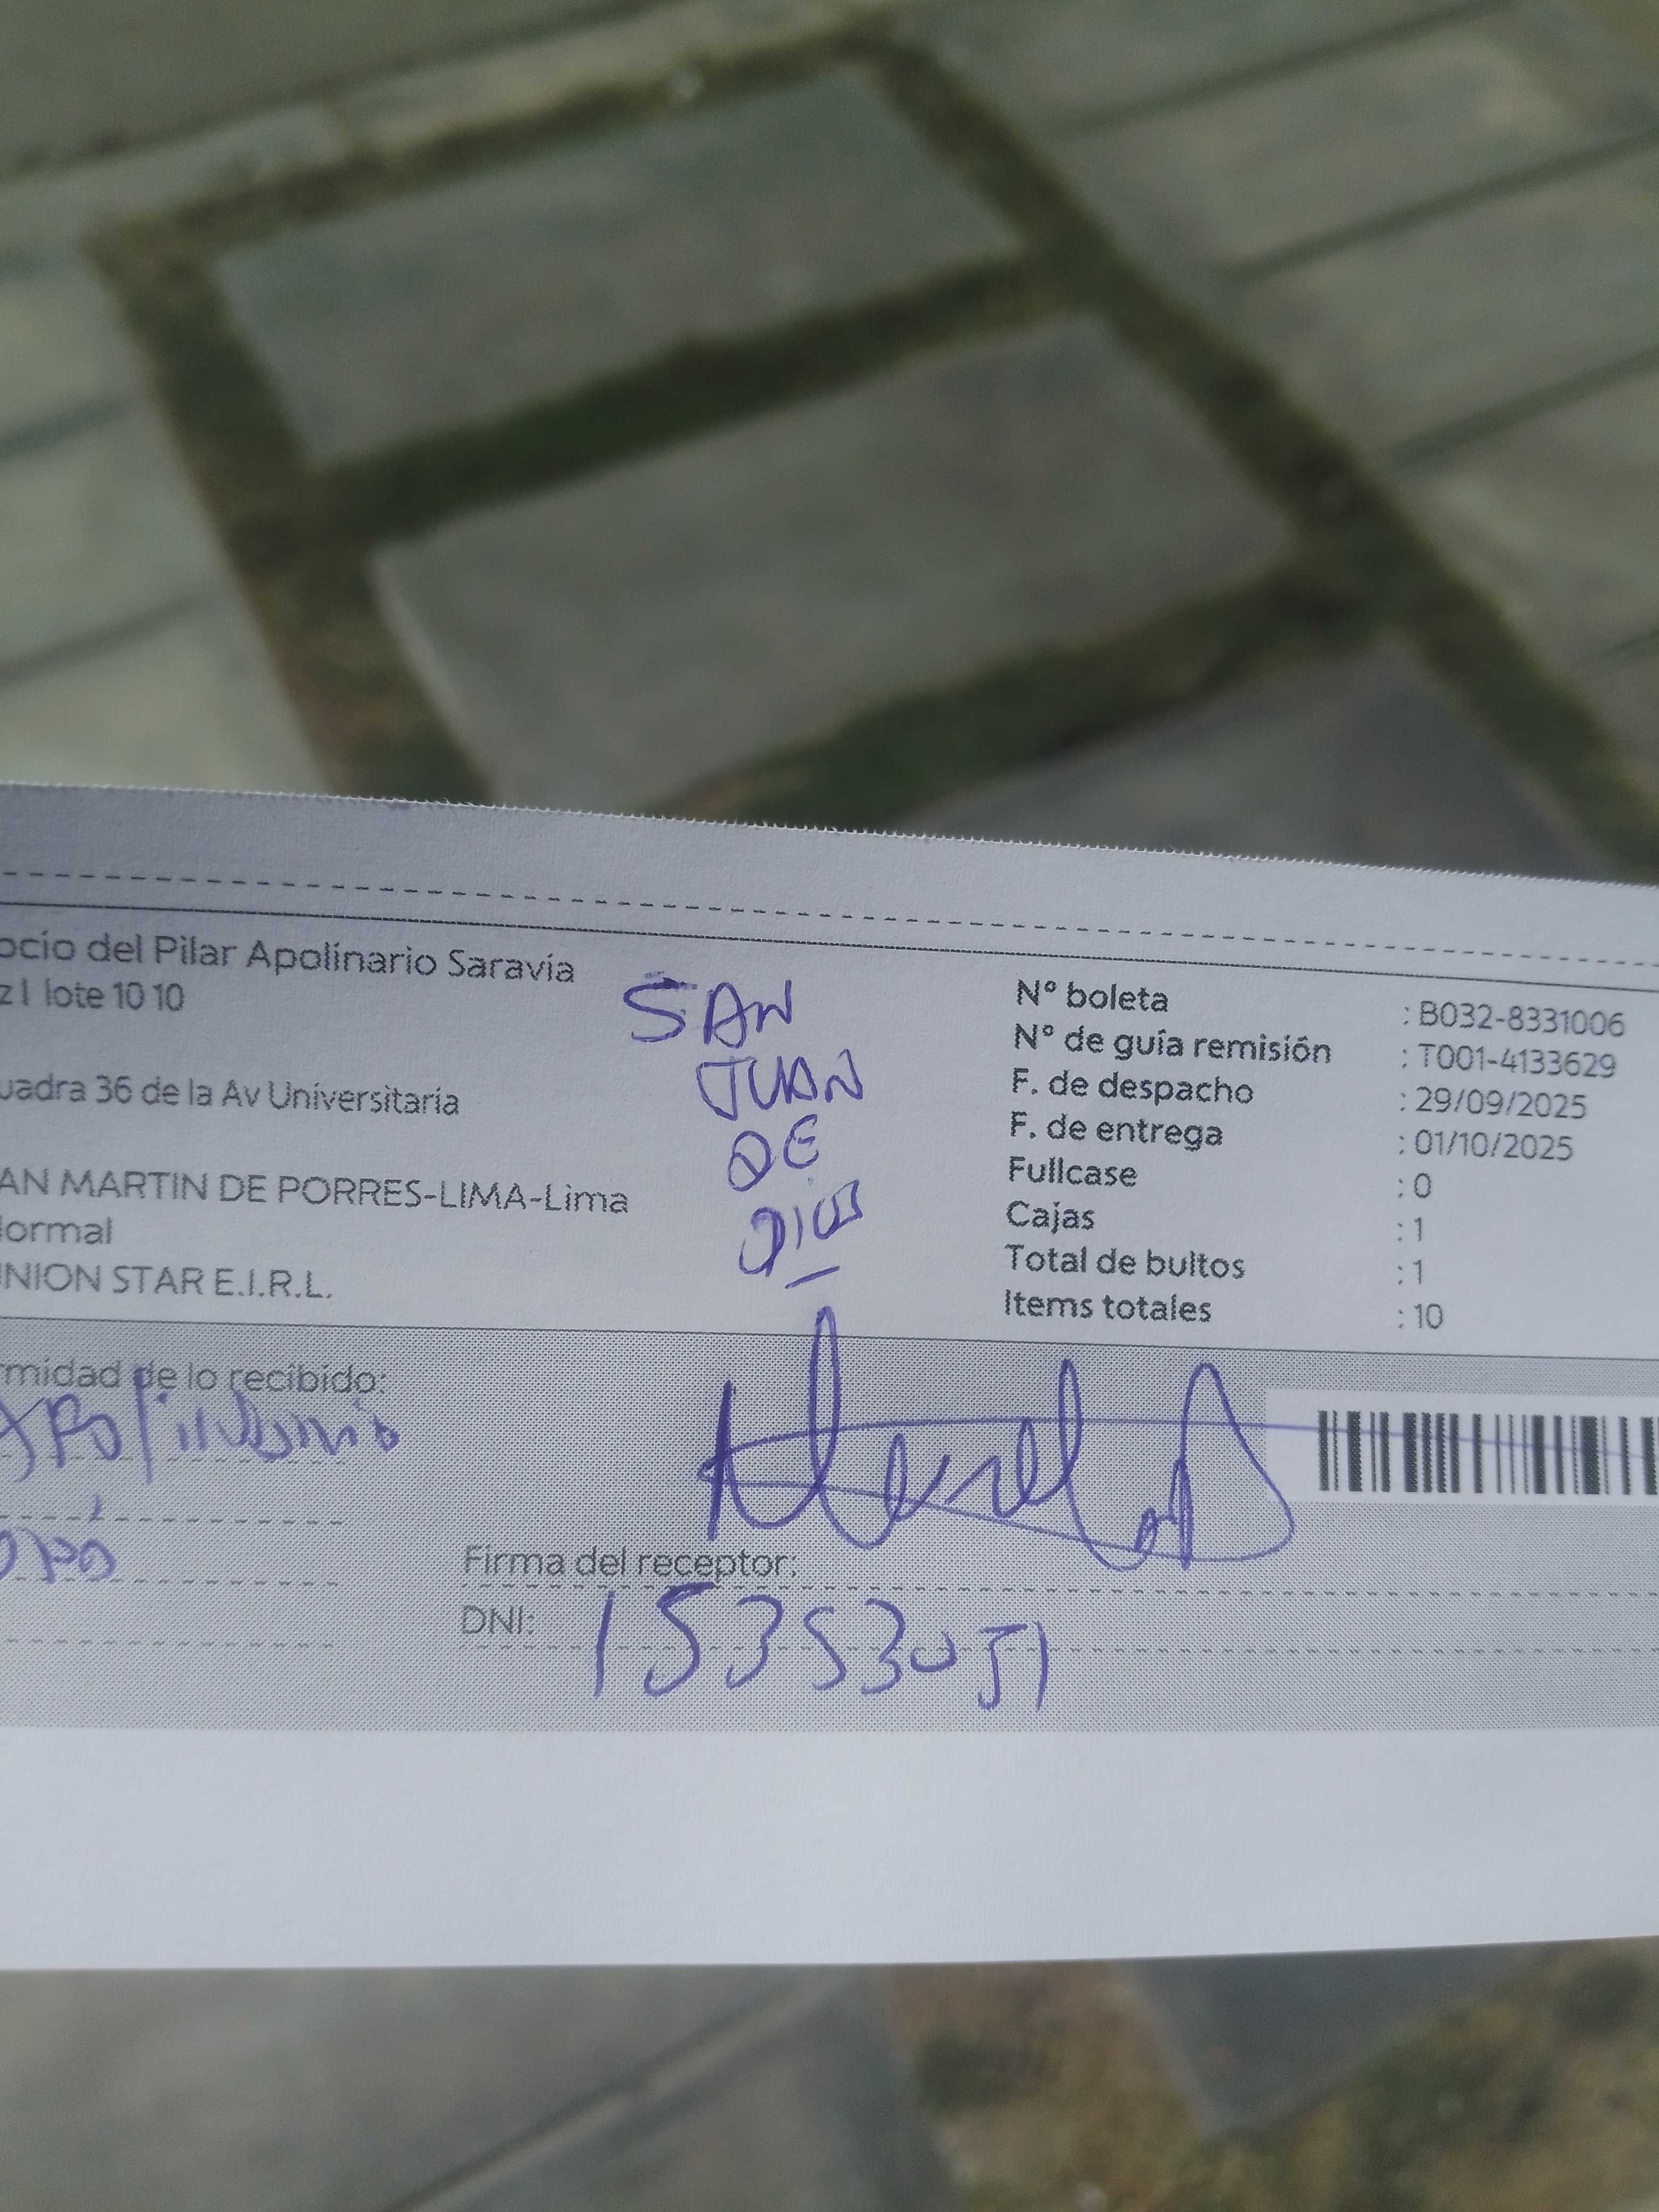 ocio del Pilar Apolinario Saravia
z I lote 10 10
uadra 36 de la Av Universitaria
AN MARTIN DE PORRES-LIMA-Lima
ormal
NION STAR E.I.R.L.
SAN
JUAN
DE
DIOS
N° boleta : B032-8331006
N° de guía remisión : T001-4133629
F. de despacho : 29/09/2025
F. de entrega : 01/10/2025
Fullcase : 0
Cajas : 1
Total de bultos : 1
Items totales : 10
rmidad de lo recibido:
Firma del receptor:
DNI: 15353051